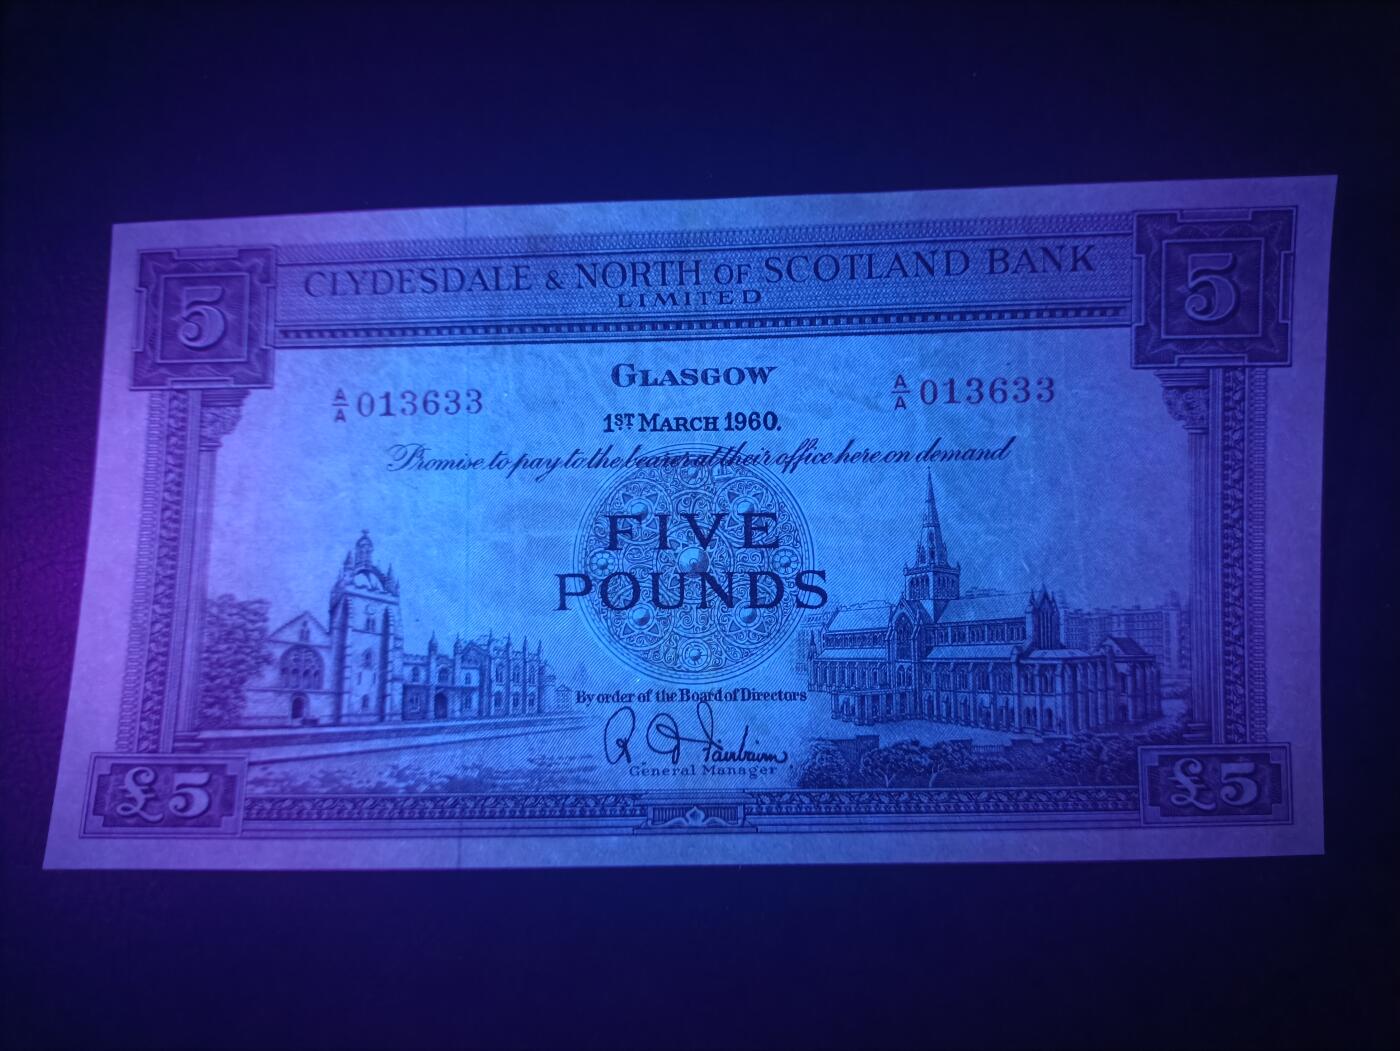 5 CLYDESDALE & NORTH OF SCOTLAND BANK 5
LIMITED
GLASGOW
A/A 013633 A/A 013633
1ST MARCH 1960.
Promise to pay to the bearer at their office here on demand
FIVE
POUNDS
By order of the Board of Directors
R. D. Fairbairn
General Manager
£5 £5